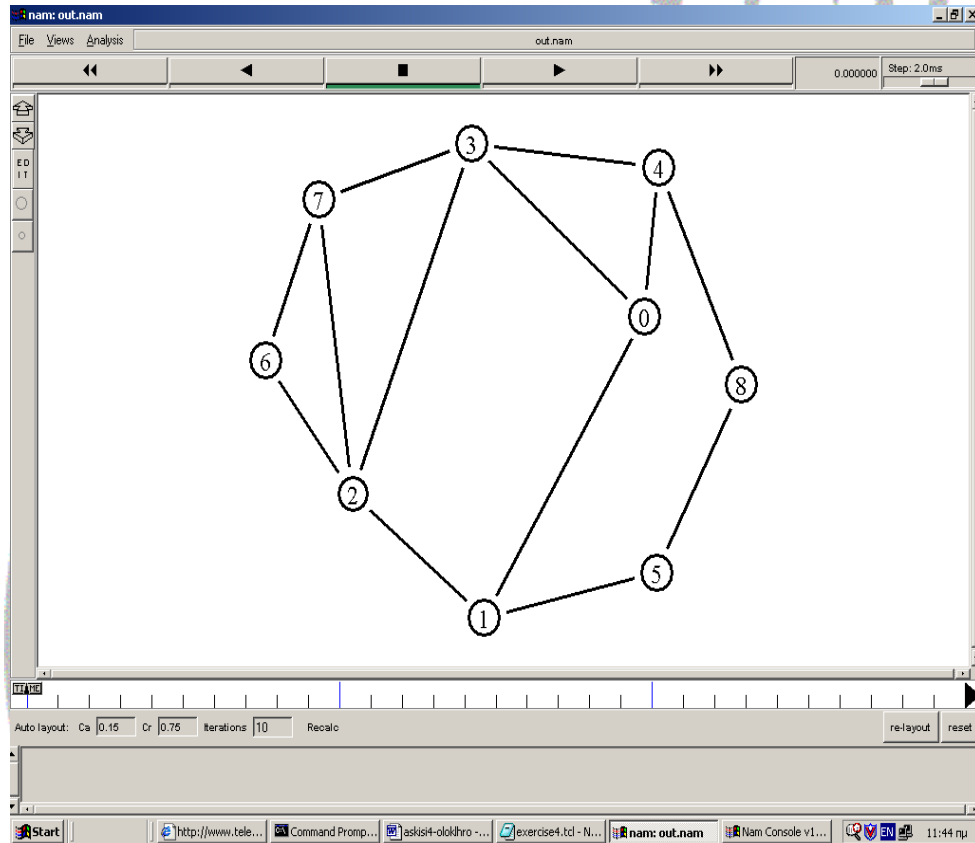 nam: out.nam
File Views Analysis out.nam
0.000000 Step: 2.0ms
ED
IT
3
4
7
0
6
8
2
5
1
TIME
Auto layout: Ca 0.15 Cr 0.75 Iterations 10 Recalc re-layout reset
Start http://www.tele... Command Promp... askisi4-oloklhro -... exercise4.tcl - N... nam: out.nam Nam Console v1... EN 11:44 πμ